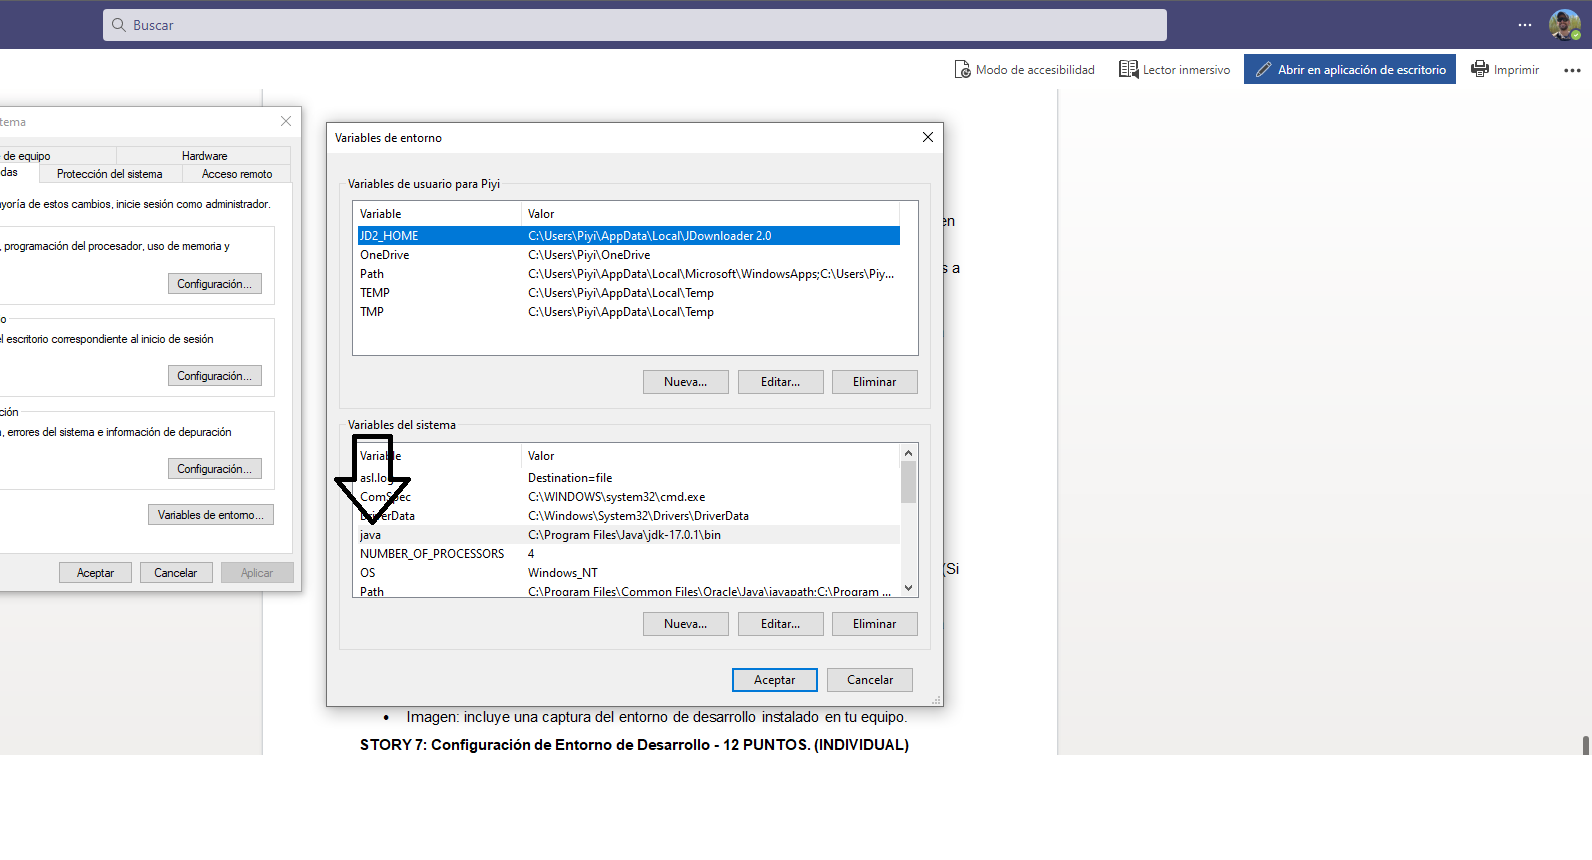 Buscar
Modo de accesibilidad
Lector inmersivo
Abrir en aplicación de escritorio
Imprimir
tema
de equipo
Hardware
das
Protección del sistema
Acceso remoto
yoría de estos cambios, inicie sesión como administrador.
, programación del procesador, uso de memoria y
Configuración...
o
el escritorio correspondiente al inicio de sesión
Configuración...
ción
, errores del sistema e información de depuración
Configuración...
Variables de entorno...
Aceptar
Cancelar
Aplicar
Variables de entorno
Variables de usuario para Piyi
Variable Valor
JD2_HOME C:\Users\Piyi\AppData\Local\JDownloader 2.0
OneDrive C:\Users\Piyi\OneDrive
Path C:\Users\Piyi\AppData\Local\Microsoft\WindowsApps;C:\Users\Piy...
TEMP C:\Users\Piyi\AppData\Local\Temp
TMP C:\Users\Piyi\AppData\Local\Temp
Nueva...
Editar...
Eliminar
Variables del sistema
Variable Valor
asl.log Destination=file
ComSpec C:\WINDOWS\system32\cmd.exe
DriverData C:\Windows\System32\Drivers\DriverData
java C:\Program Files\Java\jdk-17.0.1\bin
NUMBER_OF_PROCESSORS 4
OS Windows_NT
Path C:\Program Files\Common Files\Oracle\Java\javapath;C:\Program ...
Nueva...
Editar...
Eliminar
Aceptar
Cancelar
en
s a
(Si
• Imagen: incluye una captura del entorno de desarrollo instalado en tu equipo.
STORY 7: Configuración de Entorno de Desarrollo - 12 PUNTOS. (INDIVIDUAL)